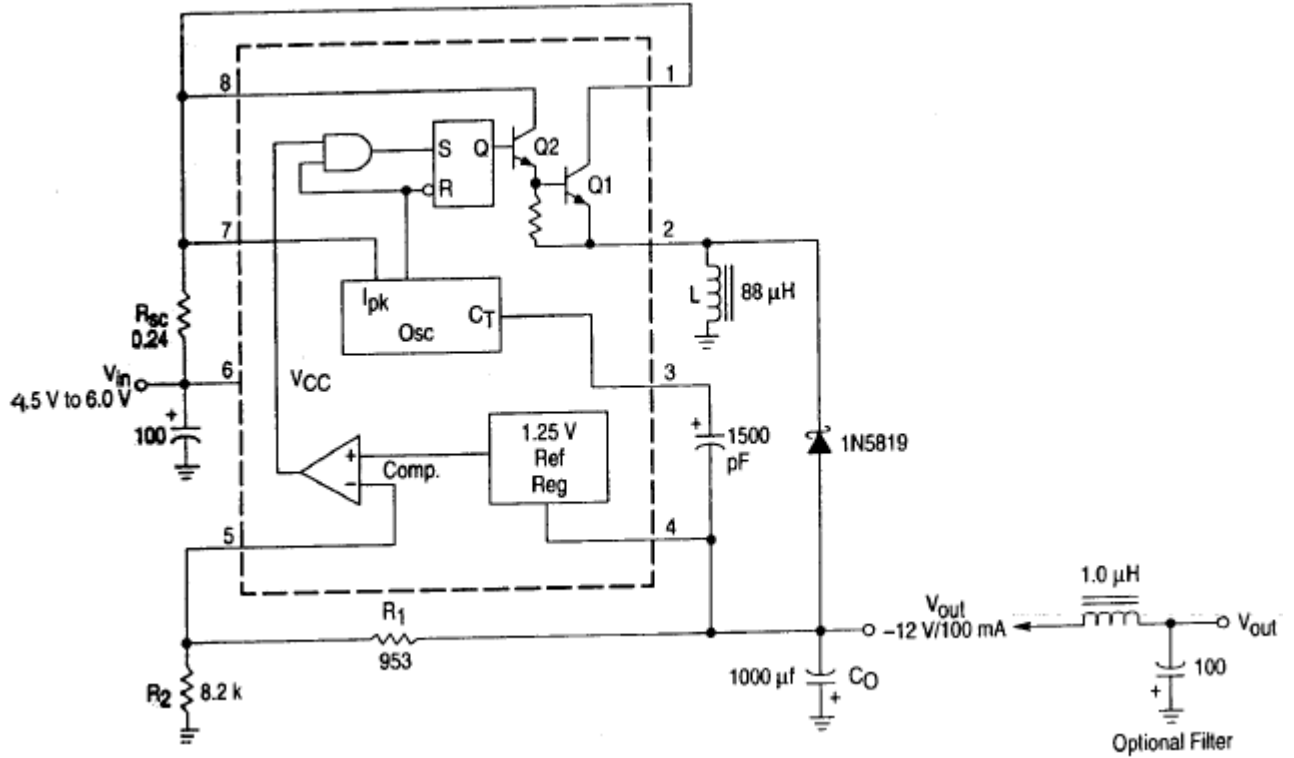 8
1
S
Q
R
Q2
Q1
7
2
Ipk
CT
Osc
L
88 μH
Rsc
0.24
Vin
4.5 V to 6.0 V
6
VCC
3
100
+
1.25 V
Ref
Reg
+
1500
pF
1N5819
+
−
Comp.
5
4
R1
953
1.0 μH
Vout
−12 V/100 mA
Vout
R2
8.2 k
1000 μf
CO
+
100
+
Optional Filter